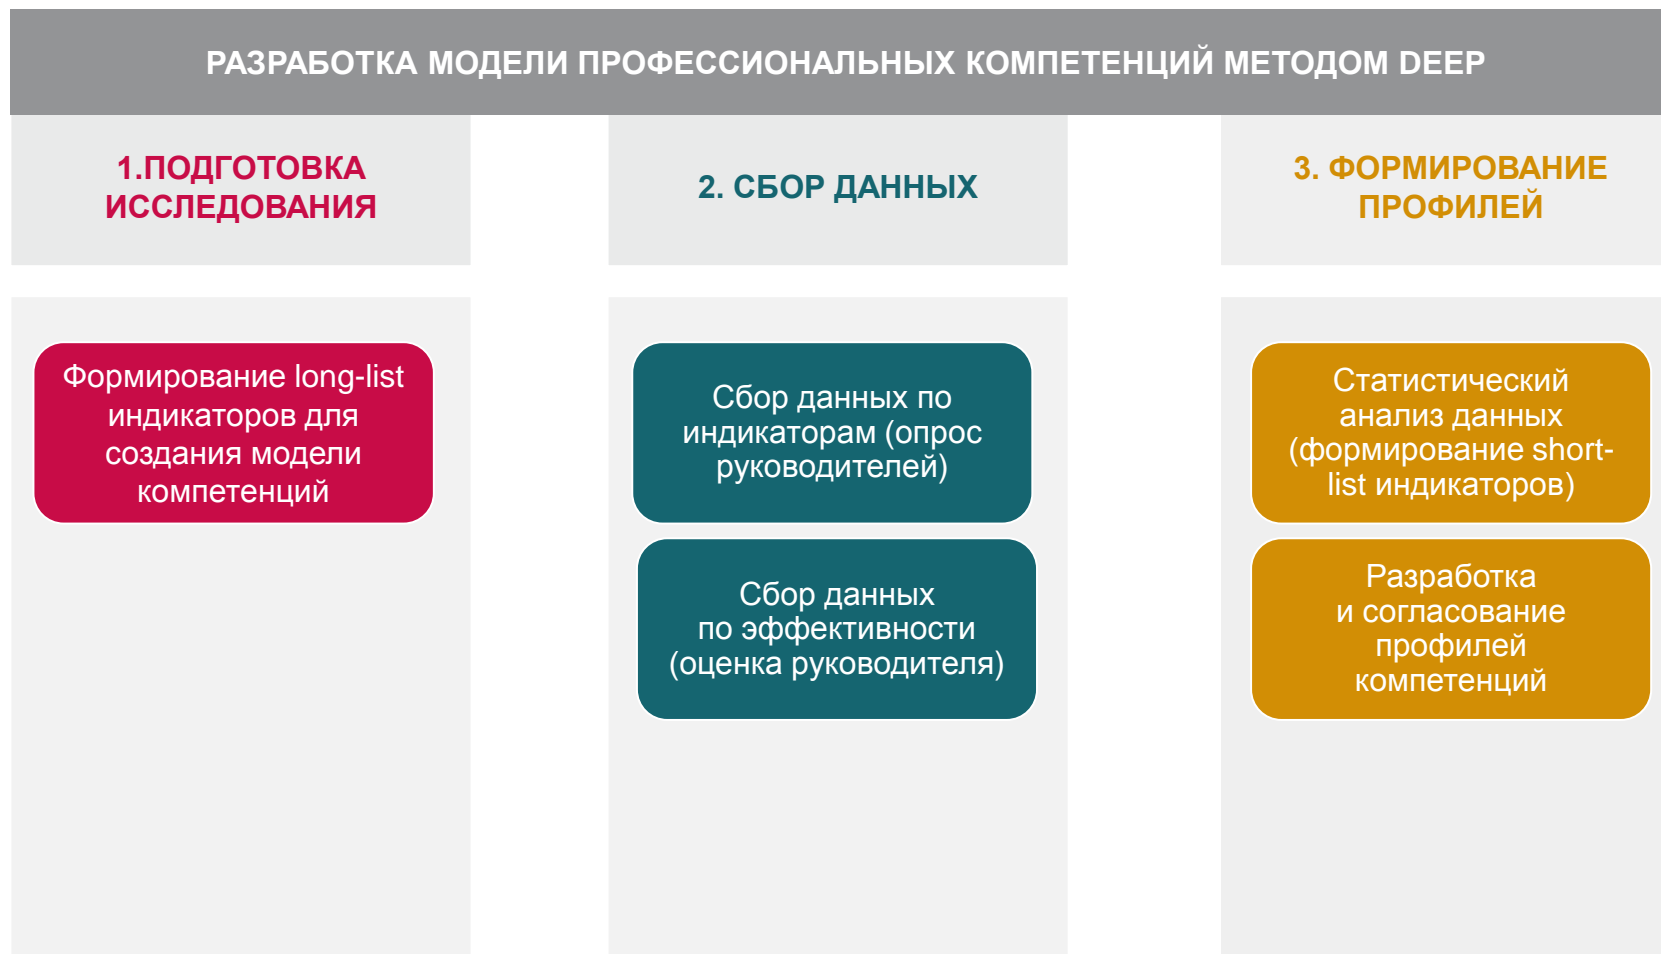 РАЗРАБОТКА МОДЕЛИ ПРОФЕССИОНАЛЬНЫХ КОМПЕТЕНЦИЙ МЕТОДОМ DEEP
1.ПОДГОТОВКА
ИССЛЕДОВАНИЯ
Формирование long-list
индикаторов для
создания модели
компетенций
2. СБОР ДАННЫХ
Сбор данных по
индикаторам (опрос
руководителей)
Сбор данных
по эффективности
(оценка руководителя)
3. ФОРМИРОВАНИЕ
ПРОФИЛЕЙ
Статистический
анализ данных
(формирование short-
list индикаторов)
Разработка
и согласование
профилей
компетенций